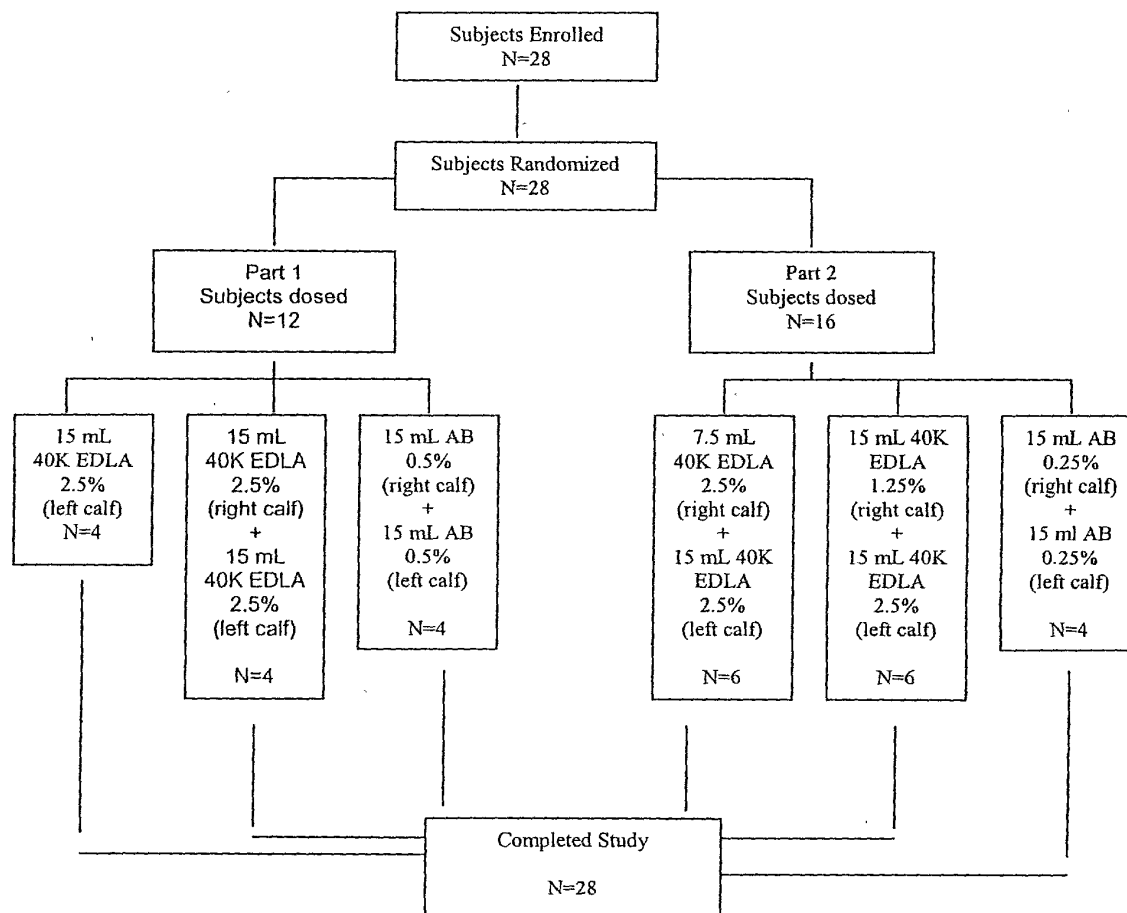 Subjects Enrolled
N=28
Subjects Randomized
N=28
Part 1
Subjects dosed
N=12
Part 2
Subjects dosed
N=16
15 mL
40K EDLA
2.5%
(left calf)
N=4
15 mL
40K EDLA
2.5%
(right calf)
+
15 mL
40K EDLA
2.5%
(left calf)
N=4
15 mL AB
0.5%
(right calf)
+
15 mL AB
0.5%
(left calf)
N=4
7.5 mL
40K EDLA
2.5%
(right calf)
+
15 mL 40K
EDLA
2.5%
(left calf)
N=6
15 mL 40K
EDLA
1.25%
(right calf)
+
15 mL 40K
EDLA
2.5%
(left calf)
N=6
15 mL AB
0.25%
(right calf)
+
15 ml AB
0.25%
(left calf)
N=4
Completed Study
N=28